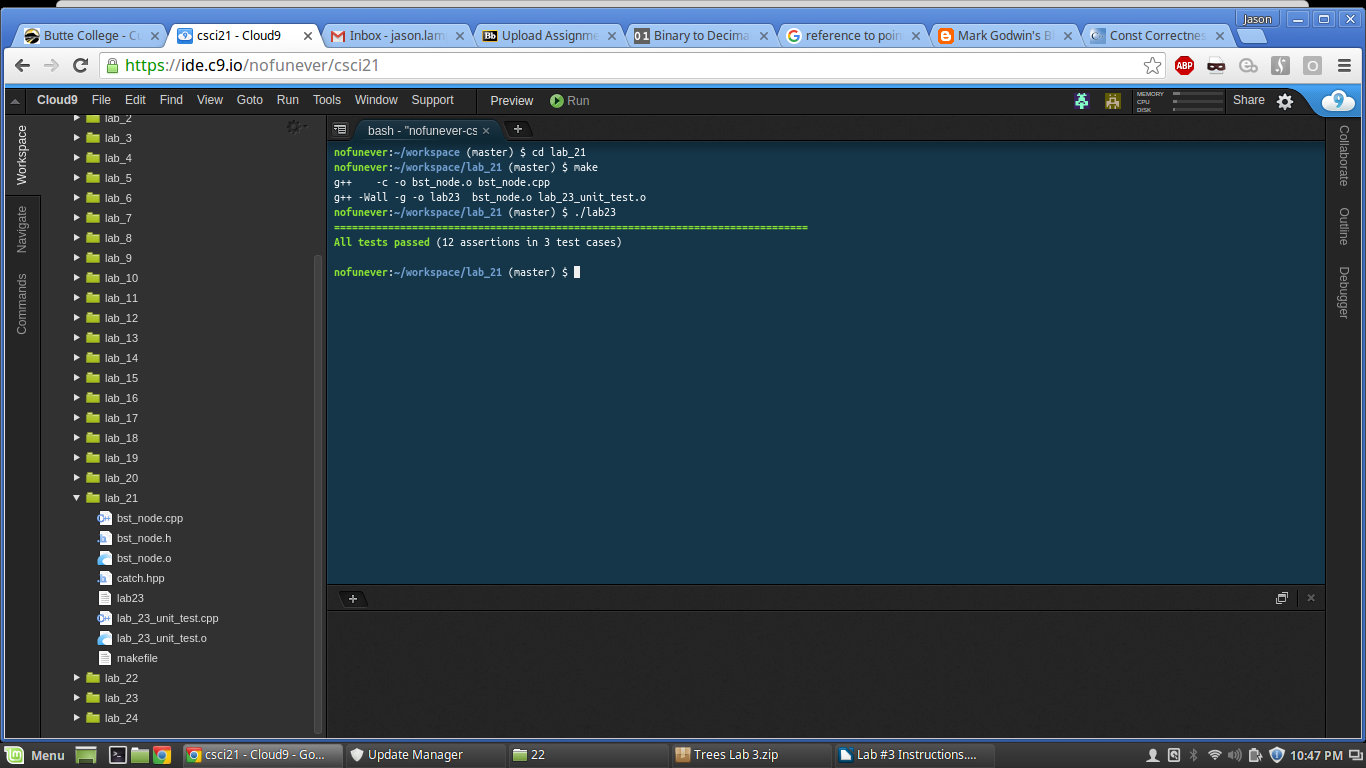 Jason
Butte College - C
csci21 - Cloud9
Inbox - jason.lam
Bb Upload Assignme
01 Binary to Decima
reference to poin
Mark Godwin's B
Const Correctnes
https://ide.c9.io/nofunever/csci21
ABP
Cloud9 File Edit Find View Goto Run Tools Window Support Preview Run
MEMORY
CPU
DISK
Share
Workspace
Navigate
Commands
lab_2
lab_3
lab_4
lab_5
lab_6
lab_7
lab_8
lab_9
lab_10
lab_11
lab_12
lab_13
lab_14
lab_15
lab_16
lab_17
lab_18
lab_19
lab_20
lab_21
bst_node.cpp
bst_node.h
bst_node.o
catch.hpp
lab23
lab_23_unit_test.cpp
lab_23_unit_test.o
makefile
lab_22
lab_23
lab_24
bash - "nofunever-cs
nofunever:~/workspace (master) $ cd lab_21
nofunever:~/workspace/lab_21 (master) $ make
g++    -c -o bst_node.o bst_node.cpp
g++ -Wall -g -o lab23  bst_node.o lab_23_unit_test.o
nofunever:~/workspace/lab_21 (master) $ ./lab23
===============================================================================
All tests passed (12 assertions in 3 test cases)
nofunever:~/workspace/lab_21 (master) $
Collaborate
Outline
Debugger
Menu
csci21 - Cloud9 - Go...
Update Manager
22
Trees Lab 3.zip
Lab #3 Instructions....
10:47 PM